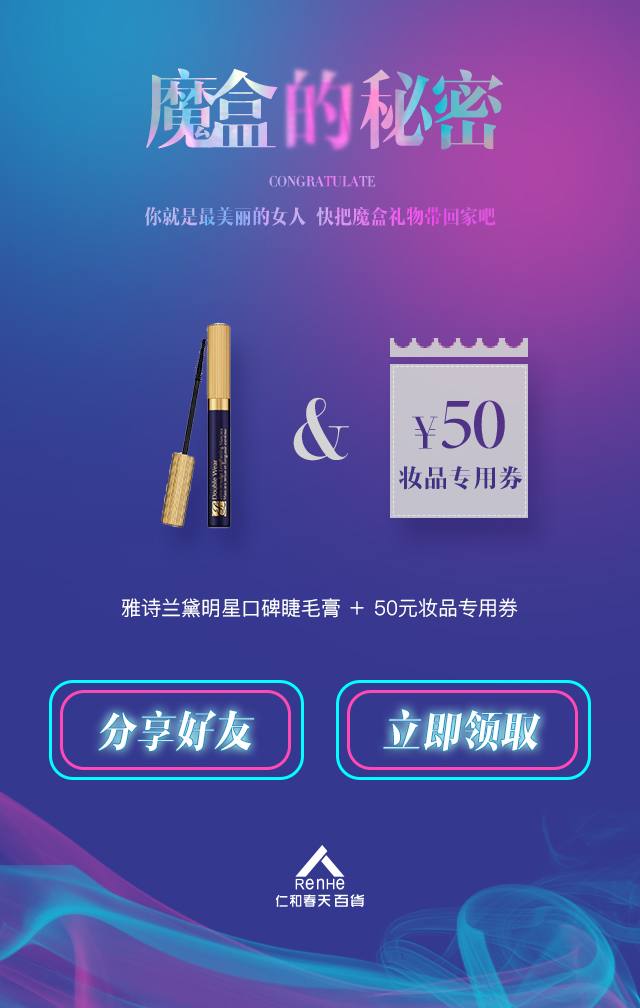 魔盒的秘密
CONGRATULATE
你就是最美丽的女人 快把魔盒礼物带回家吧
Double Wear
&
¥50
妆品专用券
雅诗兰黛明星口碑睫毛膏 + 50元妆品专用券
分享好友
立即领取
RENHE
仁和春天百貨